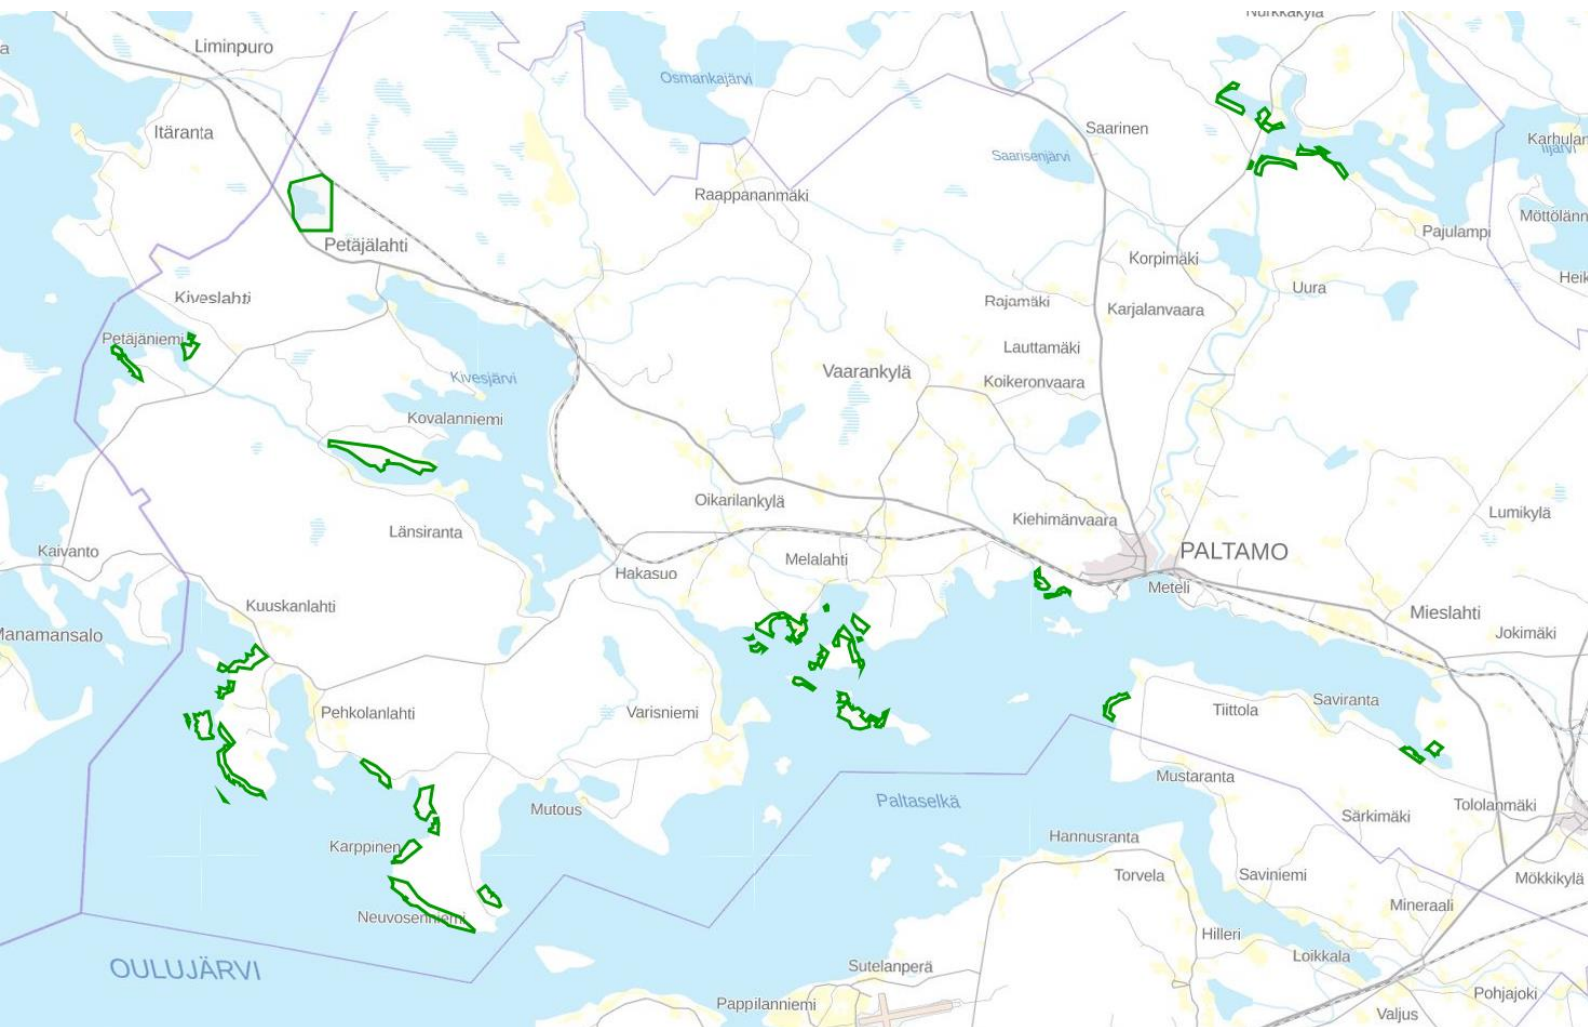 Nurkkakylä
Liminpuro
Osmankajärvi
Itäranta
Saarinen
Karhulan
Iijärvi
Saarisenjärvi
Raappananmäki
Möttölänn
Petäjälahti
Pajulampi
Korpimäki
Heik
Kiveslahti
Uura
Rajamäki
Karjalanvaara
Petäjäniemi
Lauttamäki
Vaarankylä
Kivesjärvi
Koikeronvaara
Kovalanniemi
Oikarilankylä
Lumikylä
Kiehimänvaara
Länsiranta
Kaivanto
PALTAMO
Melalahti
Hakasuo
Meteli
Kuuskanlahti
Mieslahti
Manamansalo
Jokimäki
Saviranta
Pehkolanlahti
Varisniemi
Tiittola
Mustaranta
Paltaselkä
Mutous
Tololanmäki
Särkimäki
Hannusranta
Karppinen
Torvela
Saviniemi
Mökkikylä
Mineraali
Neuvosenniemi
Hilleri
Loikkala
OULUJÄRVI
Sutelanperä
Pohjajoki
Pappilanniemi
Valjus